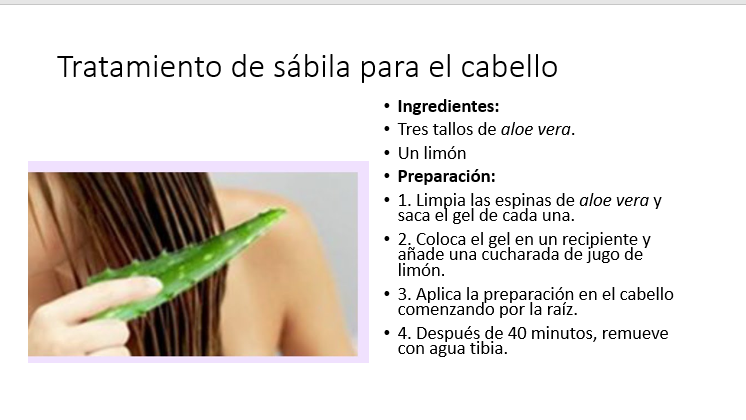 Tratamiento de sábila para el cabello
• Ingredientes:
• Tres tallos de aloe vera.
• Un limón
• Preparación:
• 1. Limpia las espinas de aloe vera y
saca el gel de cada una.
• 2. Coloca el gel en un recipiente y
añade una cucharada de jugo de
limón.
• 3. Aplica la preparación en el cabello
comenzando por la raíz.
• 4. Después de 40 minutos, remueve
con agua tibia.